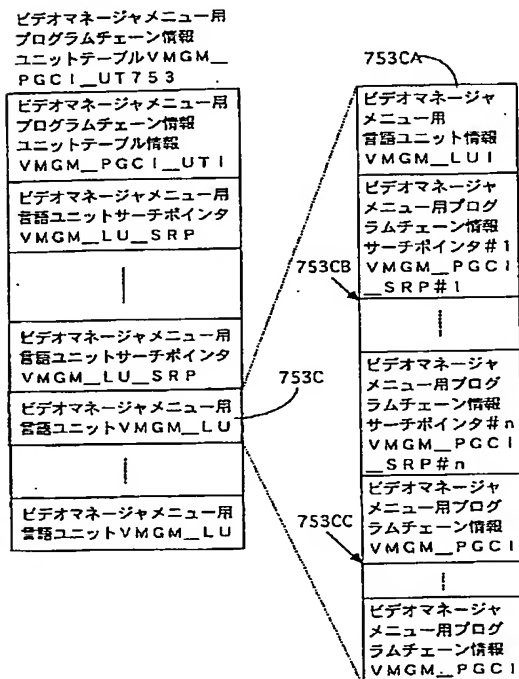 ビデオマネージャメニュー用
プログラムチェーン情報
ユニットテーブルVMGM__
PGCI__UT753
ビデオマネージャメニュー用
プログラムチェーン情報
ユニットテーブル情報
VMGM__PGCI__UTI
ビデオマネージャメニュー用
言語ユニットサーチポインタ
VMGM__LU__SRP
ビデオマネージャメニュー用
言語ユニットサーチポインタ
VMGM__LU__SRP
ビデオマネージャメニュー用
言語ユニットVMGM__LU
ビデオマネージャメニュー用
言語ユニットVMGM__LU
753C
753CA
ビデオマネージャ
メニュー用
言語ユニット情報
VMGM__LUI
ビデオマネージャ
メニュー用プログ
ラムチェーン情報
サーチポインタ#1
VMGM__PGCI
__SRP#1
753CB
ビデオマネージャ
メニュー用プログ
ラムチェーン情報
サーチポインタ#n
VMGM__PGCI
__SRP#n
ビデオマネージャ
メニュー用プログ
ラムチェーン情報
VMGM__PGCI
753CC
ビデオマネージャ
メニュー用プログ
ラムチェーン情報
VMGM__PGCI